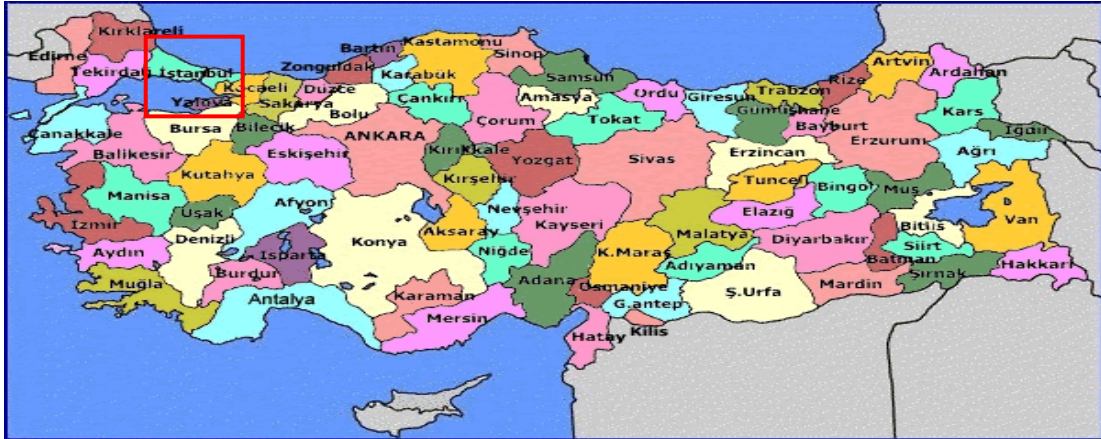 Kırklareli
Edirne
Tekirdağ
İstanbul
Yalova
Kocaeli
Sakarya
Düzce
Zonguldak
Bartın
Karabük
Kastamonu
Sinop
Samsun
Ordu
Giresun
Trabzon
Rize
Artvin
Ardahan
Kars
Iğdır
Ağrı
Erzurum
Bayburt
Gümüşhane
Erzincan
Tokat
Amasya
Çorum
Çankırı
Bolu
Bilecik
Bursa
Çanakkale
Balikesir
Kutahya
Eskişehir
ANKARA
Kırıkkale
Yozgat
Sivas
Tunceli
Bingöl
Muş
Bitlis
Van
Hakkari
Şırnak
Siirt
Batman
Diyarbakır
Elazığ
Malatya
Kayseri
Nevşehir
Kırşehir
Aksaray
Niğde
Konya
Afyon
Uşak
Manisa
İzmir
Aydın
Denizli
Isparta
Burdur
Muğla
Antalya
Karaman
Mersin
Adana
Osmaniye
K.Maraş
Adıyaman
G.antep
Ş.Urfa
Mardin
Kilis
Hatay